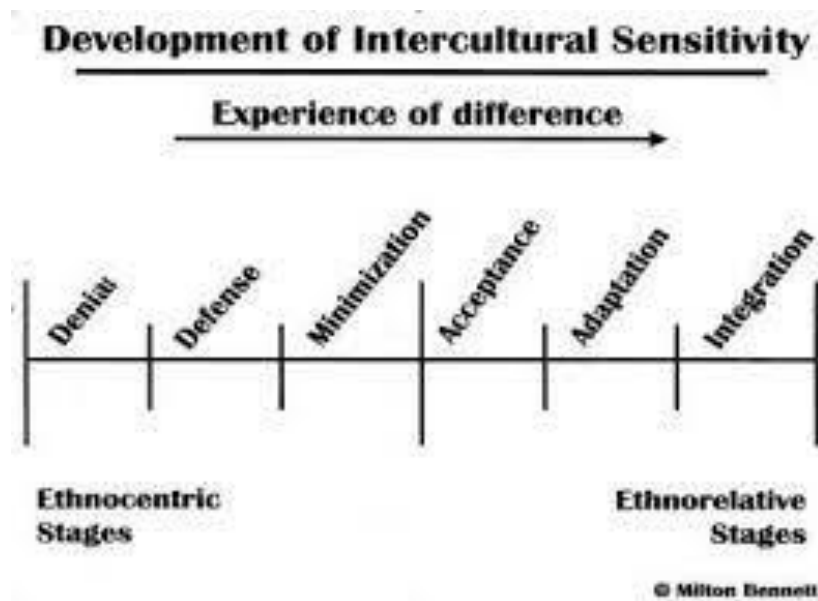 Development of Intercultural Sensitivity
Experience of difference
Denial
Defense
Minimization
Acceptance
Adaptation
Integration
Ethnocentric
Stages
Ethnorelative
Stages
© Milton Bennett